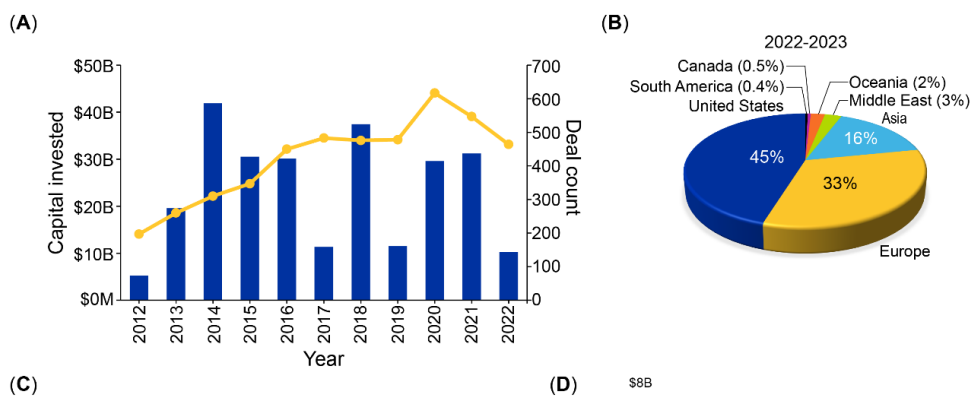 (A)
$50B
$40B
$30B
$20B
$10B
$0M
Capital invested
700
600
500
400
300
200
100
0
Deal count
2012
2013
2014
2015
2016
2017
2018
2019
2020
2021
2022
Year
(B)
2022-2023
Canada (0.5%)
South America (0.4%)
United States
Oceania (2%)
Middle East (3%)
Asia
16%
45%
33%
Europe
(C)
(D)
$8B